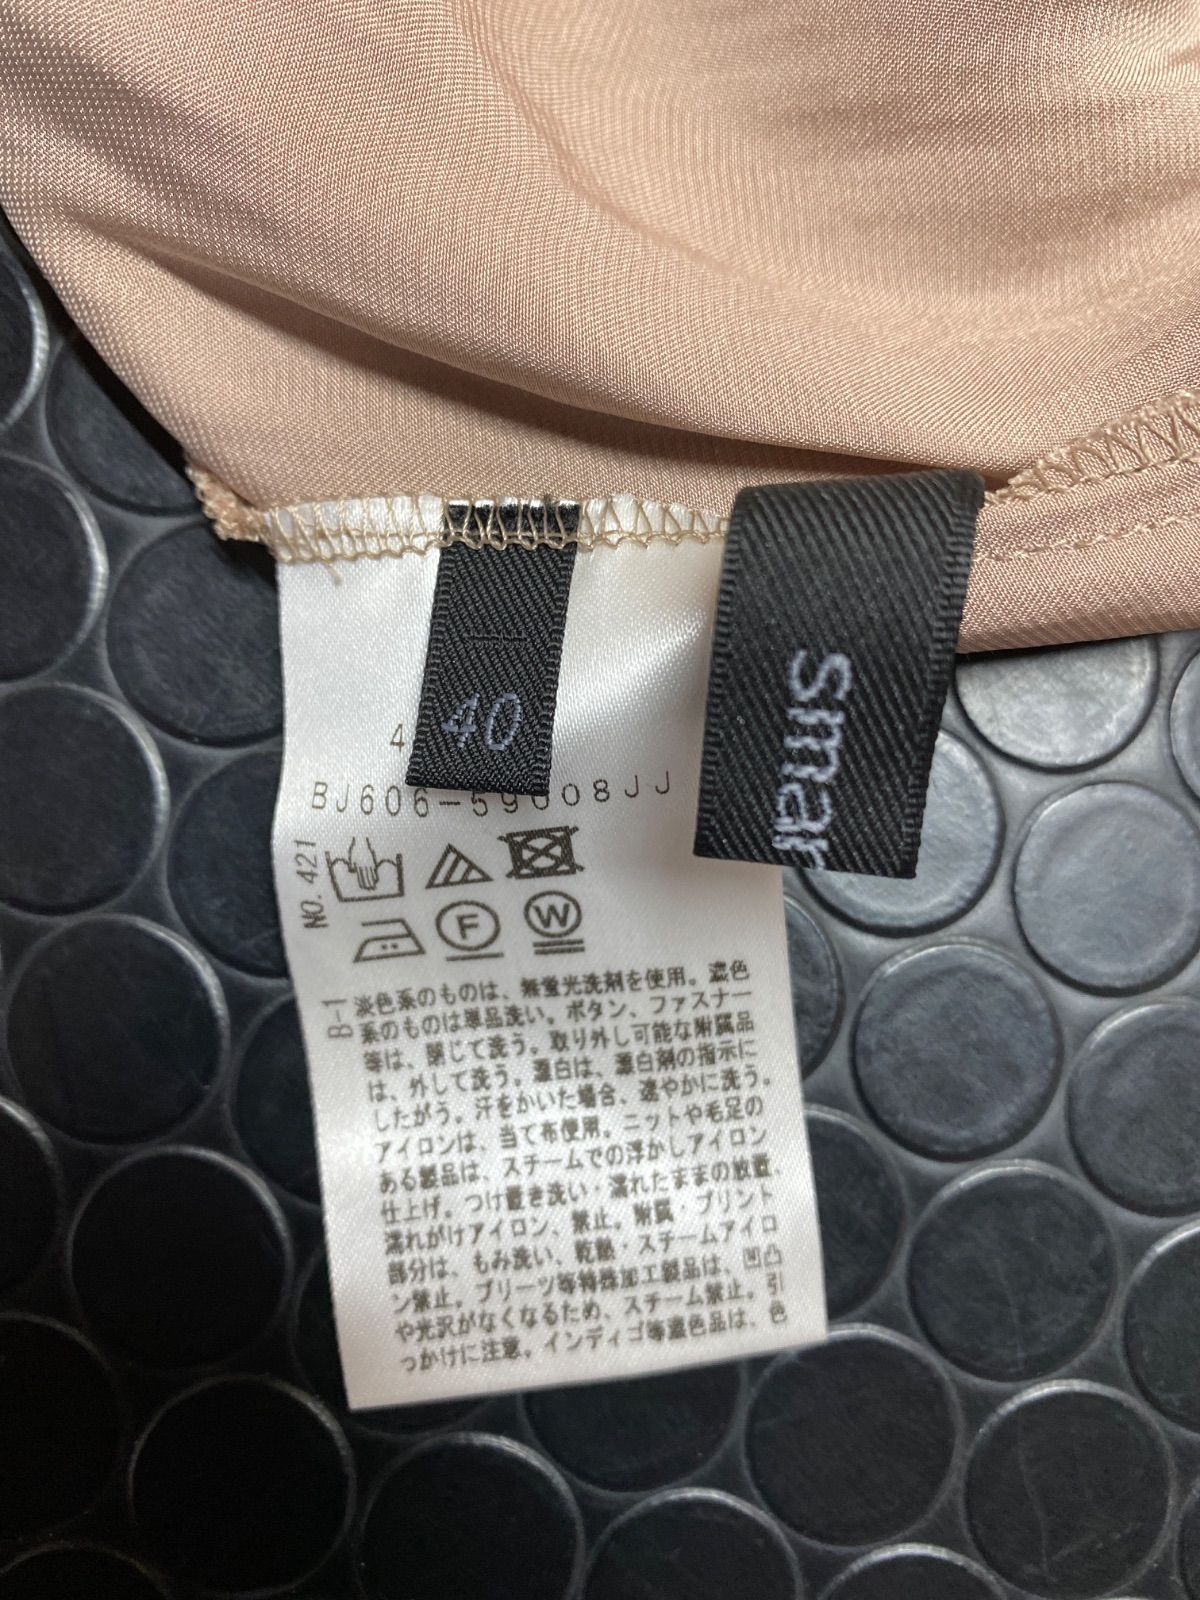 40
smar
BJ606-59008JJ
NO. 421
F
W
B-1
淡色系のものは、無蛍光洗剤を使用。濃色
系のものは単品洗い。ボタン、ファスナー
等は、閉じて洗う。取り外し可能な附属品
は、外して洗う。漂白は、漂白剤の指示に
したがう。汗をかいた場合、速やかに洗う。
アイロンは、当て布使用。ニットや毛足の
ある製品は、スチームでの浮かしアイロン
仕上げ。つけ置き洗い・濡れたままの放置、
濡れがけアイロン、禁止。附属・プリント
部分は、もみ洗い、乾熱・スチームアイロ
ン禁止。プリーツ等特殊加工製品は、凹凸
や光沢がなくなるため、スチーム禁止。引
っかけに注意。インディゴ等濃色品は、色